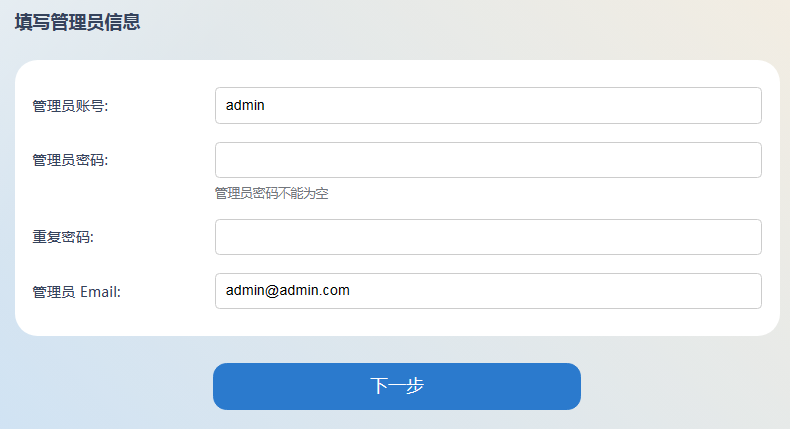 填写管理员信息
管理员账号:
admin
管理员密码:
管理员密码不能为空
重复密码:
管理员 Email:
admin@admin.com
下一步